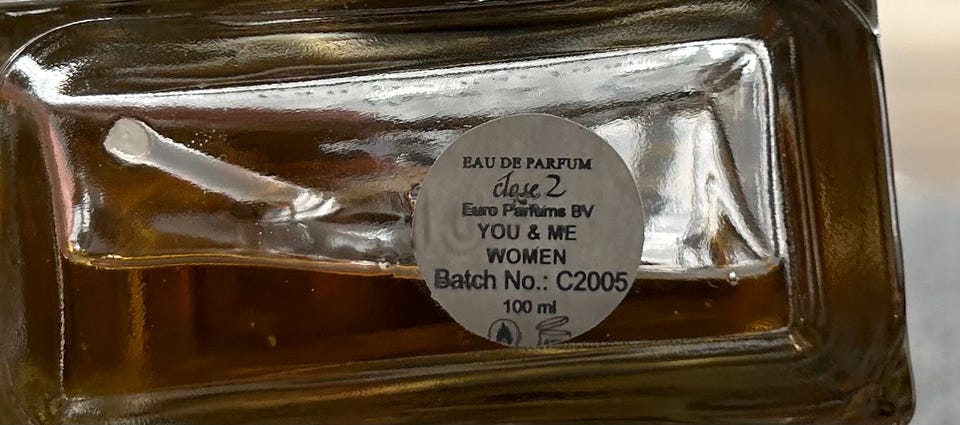 EAU DE PARFUM
close 2
Euro Parfums BV
YOU & ME
WOMEN
Batch No.: C2005
100 ml